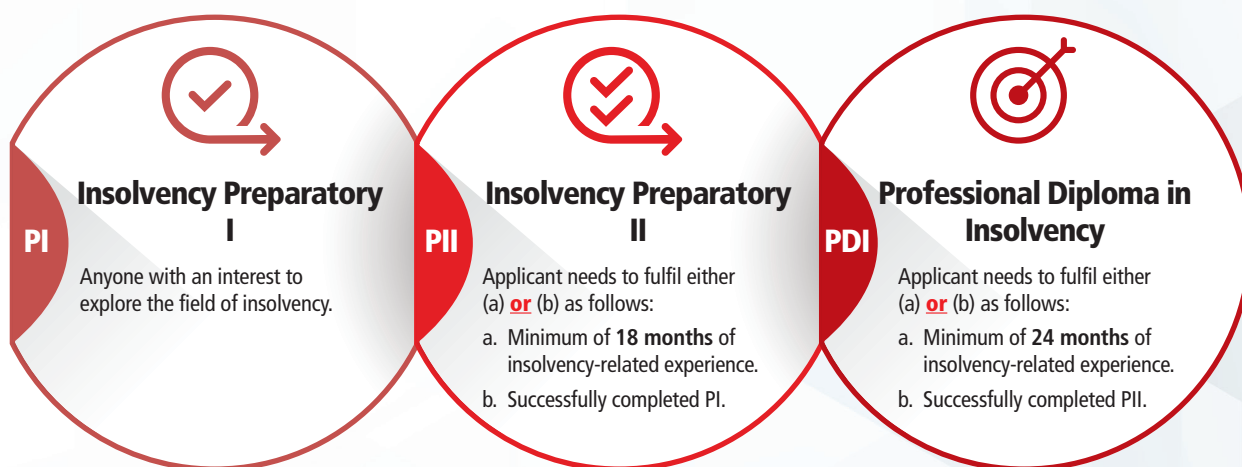 PI
Insolvency Preparatory
I
Anyone with an interest to
explore the field of insolvency.
PII
Insolvency Preparatory
II
Applicant needs to fulfil either
(a) or (b) as follows:
a. Minimum of 18 months of
insolvency-related experience.
b. Successfully completed PI.
PDI
Professional Diploma in
Insolvency
Applicant needs to fulfil either
(a) or (b) as follows:
a. Minimum of 24 months of
insolvency-related experience.
b. Successfully completed PII.